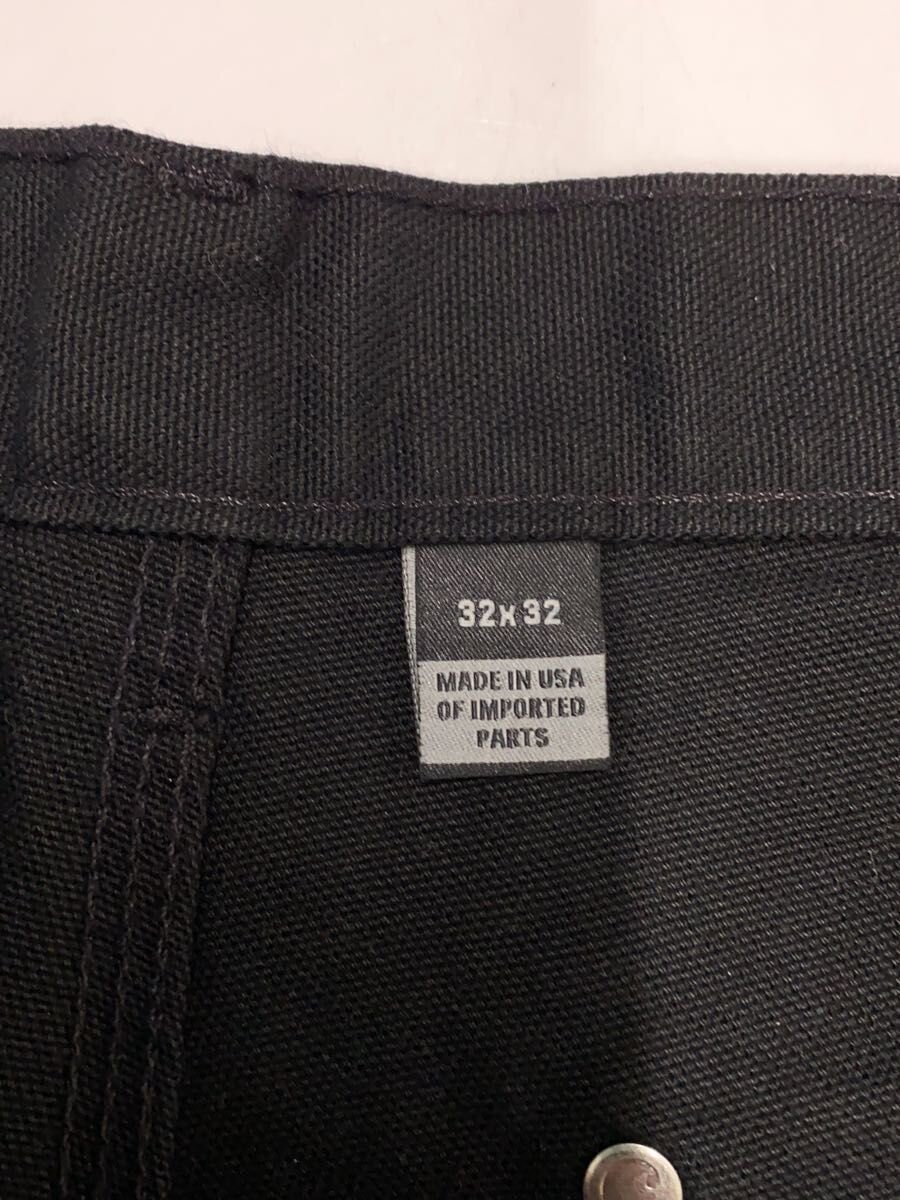 32x32
MADE IN USA
OF IMPORTED
PARTS